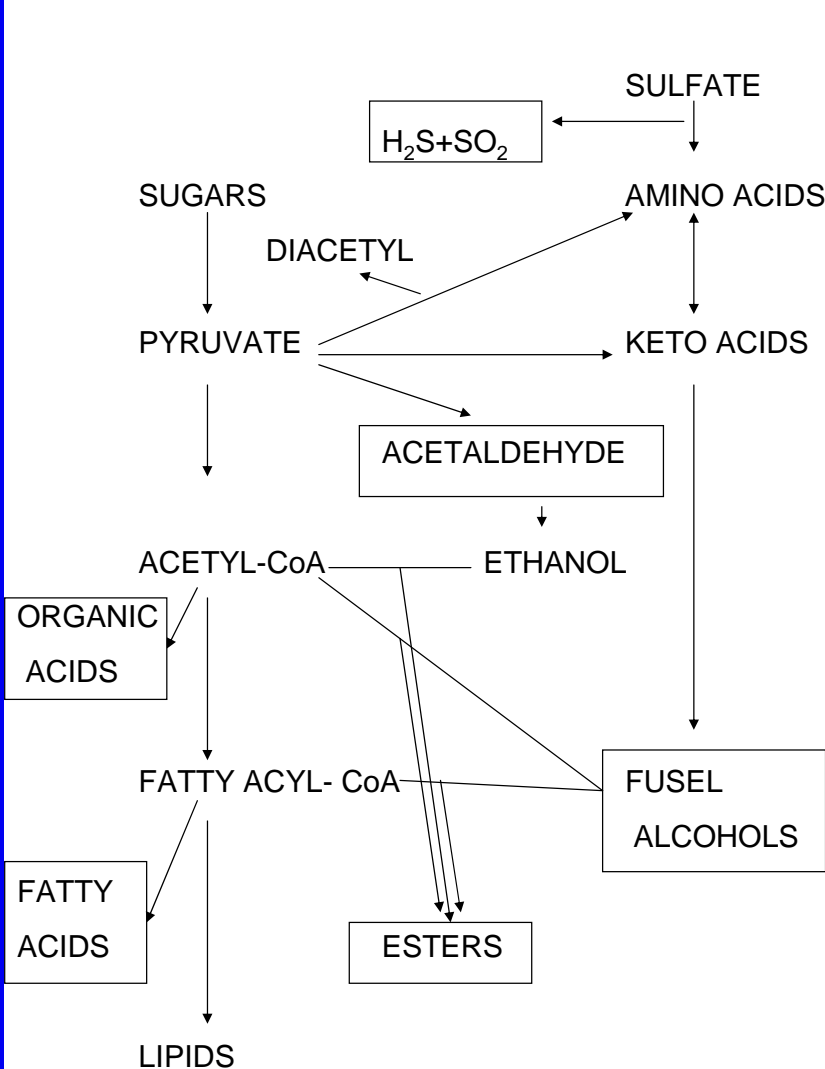 SULFATE
H₂S+SO₂
SUGARS
AMINO ACIDS
DIACETYL
PYRUVATE
KETO ACIDS
ACETALDEHYDE
ACETYL-CoA
ETHANOL
ORGANIC
ACIDS
FATTY ACYL- CoA
FUSEL
ALCOHOLS
FATTY
ACIDS
ESTERS
LIPIDS